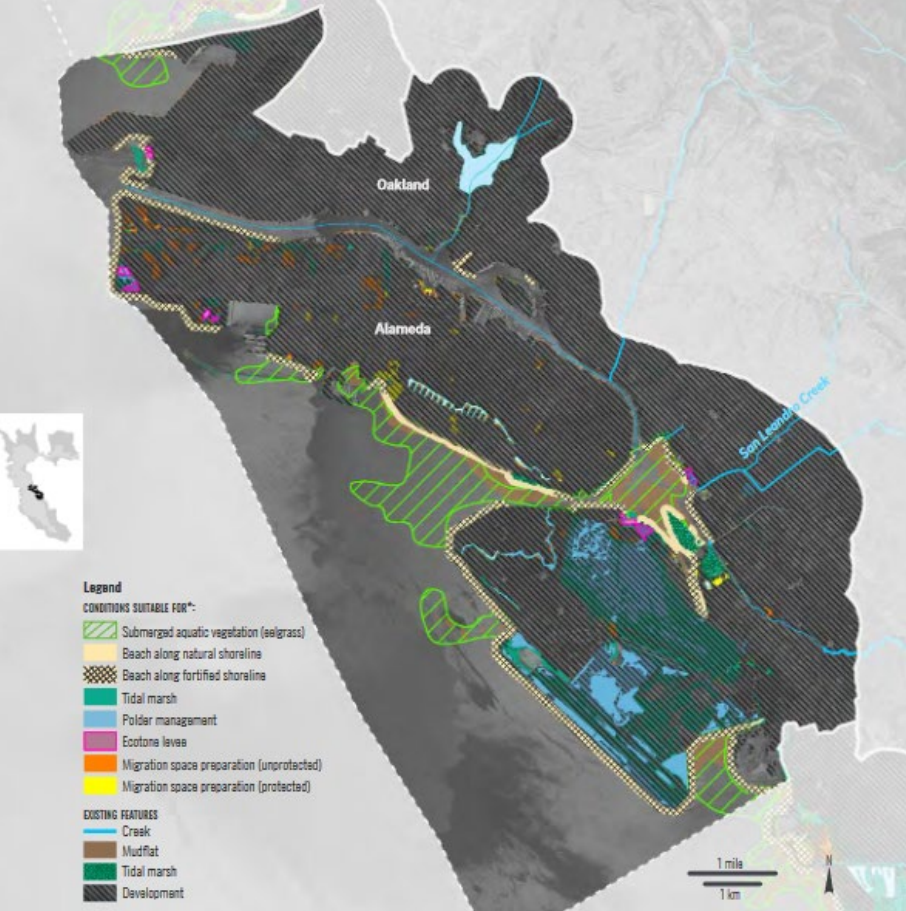 Oakland
Alameda
San Leandro Creek
Legend
CONDITIONS SUITABLE FOR*:
Submerged aquatic vegetation (eelgrass)
Beach along natural shoreline
Beach along fortified shoreline
Tidal marsh
Polder management
Ecotone levee
Migration space preparation (unprotected)
Migration space preparation (protected)
EXISTING FEATURES
Creek
Mudflat
Tidal marsh
Development
1 mile
1 km
N